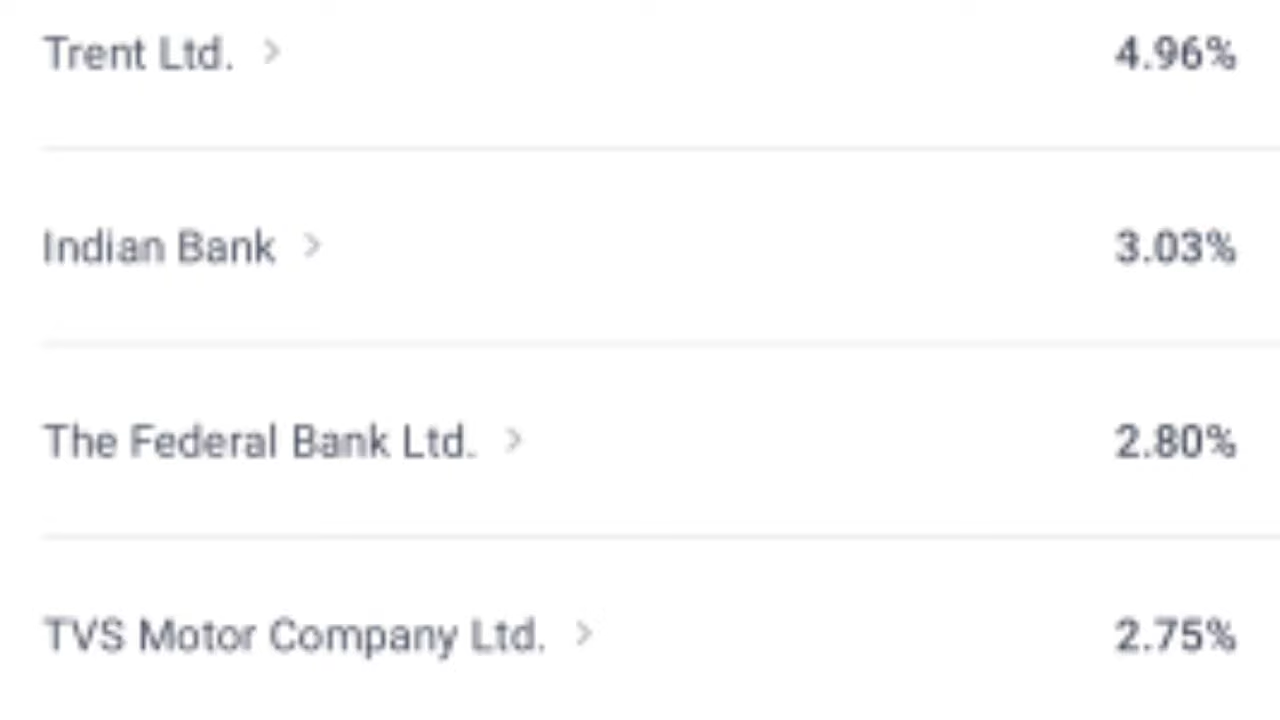 Trent Ltd. > 4.96%
Indian Bank > 3.03%
The Federal Bank Ltd. > 2.80%
TVS Motor Company Ltd. > 2.75%